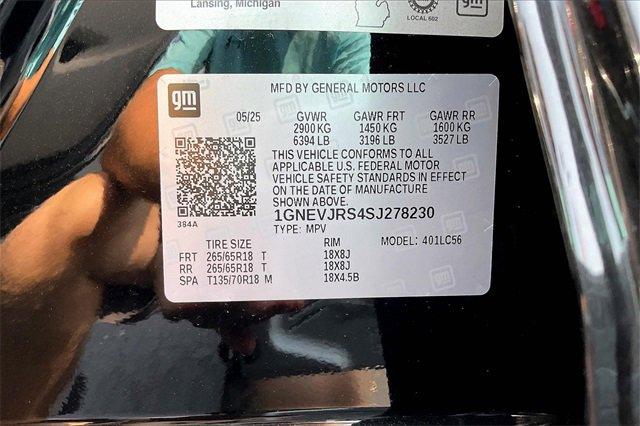 Lansing, Michigan
LOCAL 602
gm
gm
MFD BY GENERAL MOTORS LLC
05/25 GVWR GAWR FRT GAWR RR
2900 KG 1450 KG 1600 KG
6394 LB 3196 LB 3527 LB
THIS VEHICLE CONFORMS TO ALL
APPLICABLE U.S. FEDERAL MOTOR
VEHICLE SAFETY STANDARDS IN EFFECT
ON THE DATE OF MANUFACTURE
SHOWN ABOVE.
384A
1GNEVJRS4SJ278230
TYPE: MPV
TIRE SIZE RIM MODEL: 401LC56
FRT 265/65R18 T 18X8J
RR 265/65R18 T 18X8J
SPA T135/70R18 M 18X4.5B